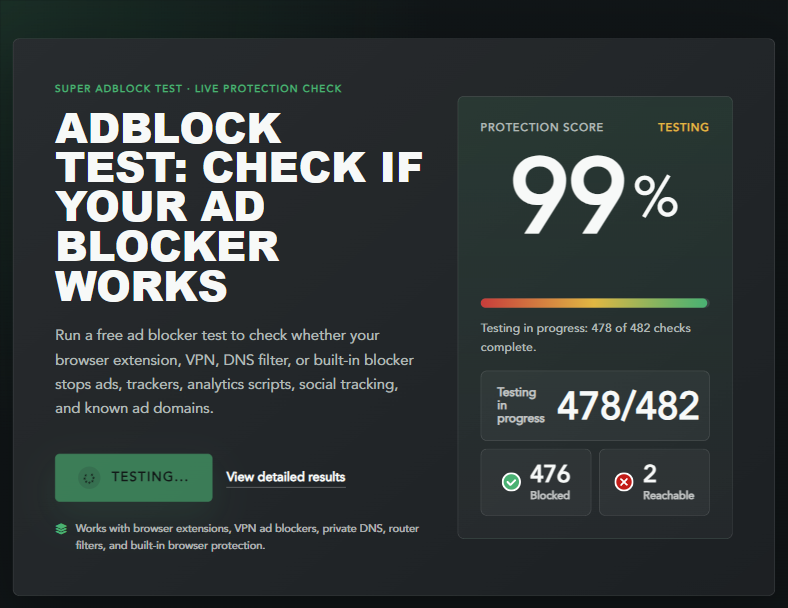 SUPER ADBLOCK TEST · LIVE PROTECTION CHECK
ADBLOCK
TEST: CHECK IF
YOUR AD
BLOCKER
WORKS
Run a free ad blocker test to check whether your
browser extension, VPN, DNS filter, or built-in blocker
stops ads, trackers, analytics scripts, social tracking,
and known ad domains.
TESTING...
View detailed results
Works with browser extensions, VPN ad blockers, private DNS, router
filters, and built-in browser protection.
PROTECTION SCORE
TESTING
99%
Testing in progress: 478 of 482 checks
complete.
Testing
in
progress
478/482
476
Blocked
2
Reachable